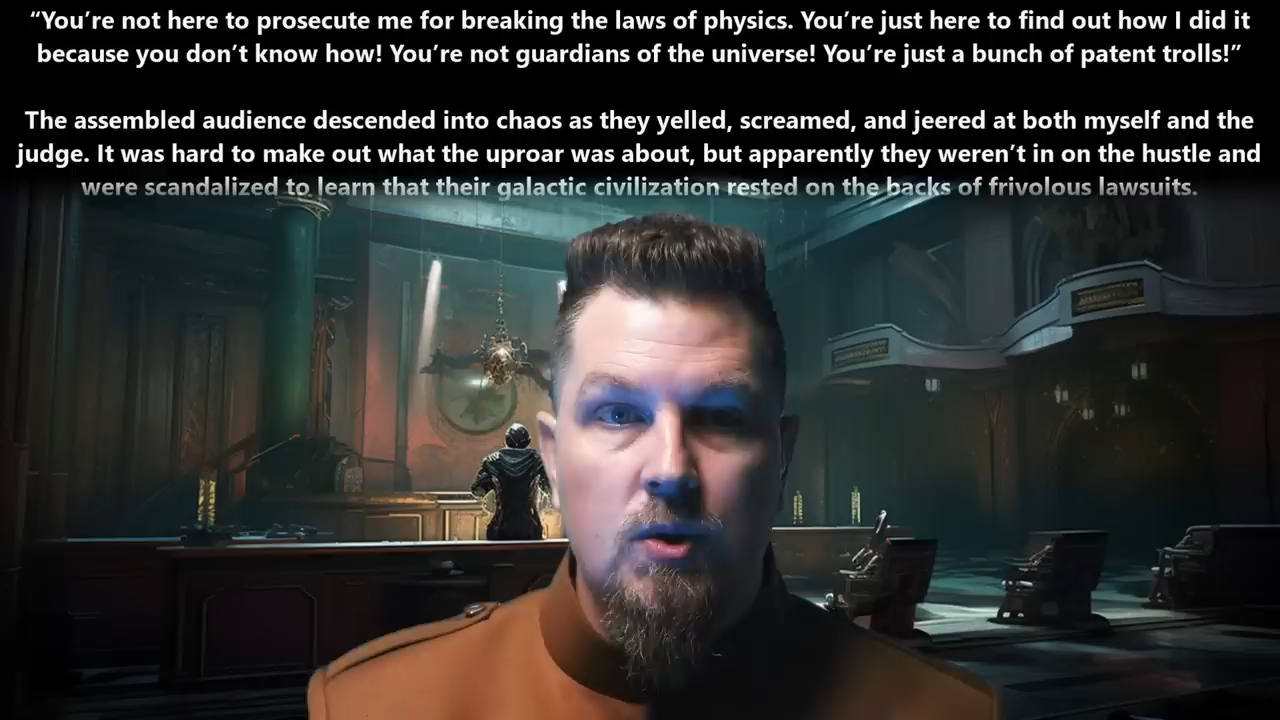 “You’re not here to prosecute me for breaking the laws of physics. You’re just here to find out how I did it
because you don’t know how! You’re not guardians of the universe! You’re just a bunch of patent trolls!”
The assembled audience descended into chaos as they yelled, screamed, and jeered at both myself and the
judge. It was hard to make out what the uproar was about, but apparently they weren’t in on the hustle and
were scandalized to learn that their galactic civilization rested on the backs of frivolous lawsuits.